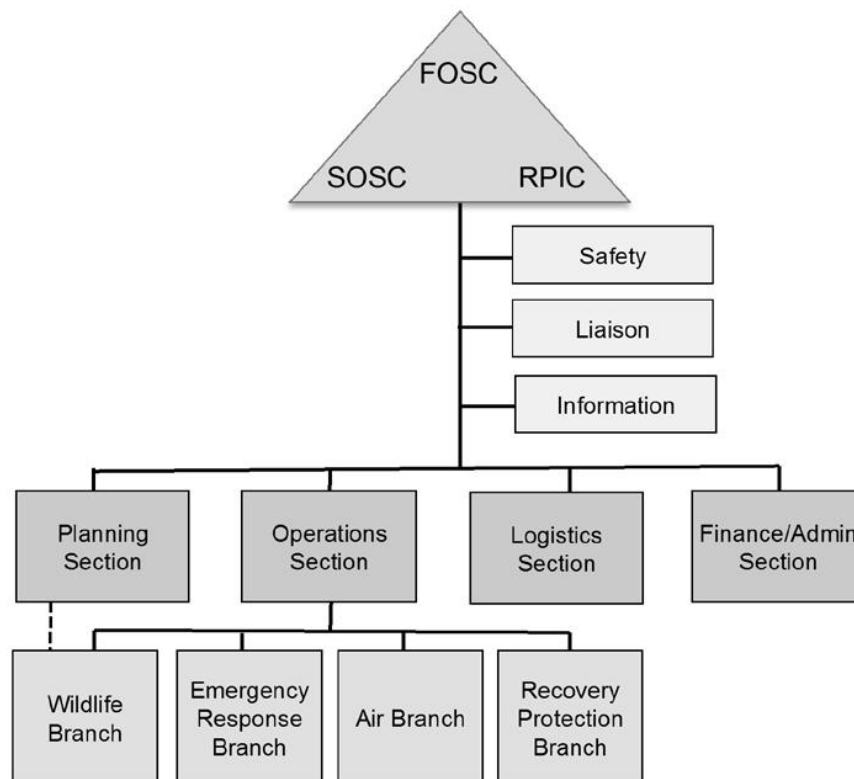 FOSC
SOSC RPIC
Safety
Liaison
Information
Planning
Section
Operations
Section
Logistics
Section
Finance/Admin
Section
Wildlife
Branch
Emergency
Response
Branch
Air Branch
Recovery
Protection
Branch